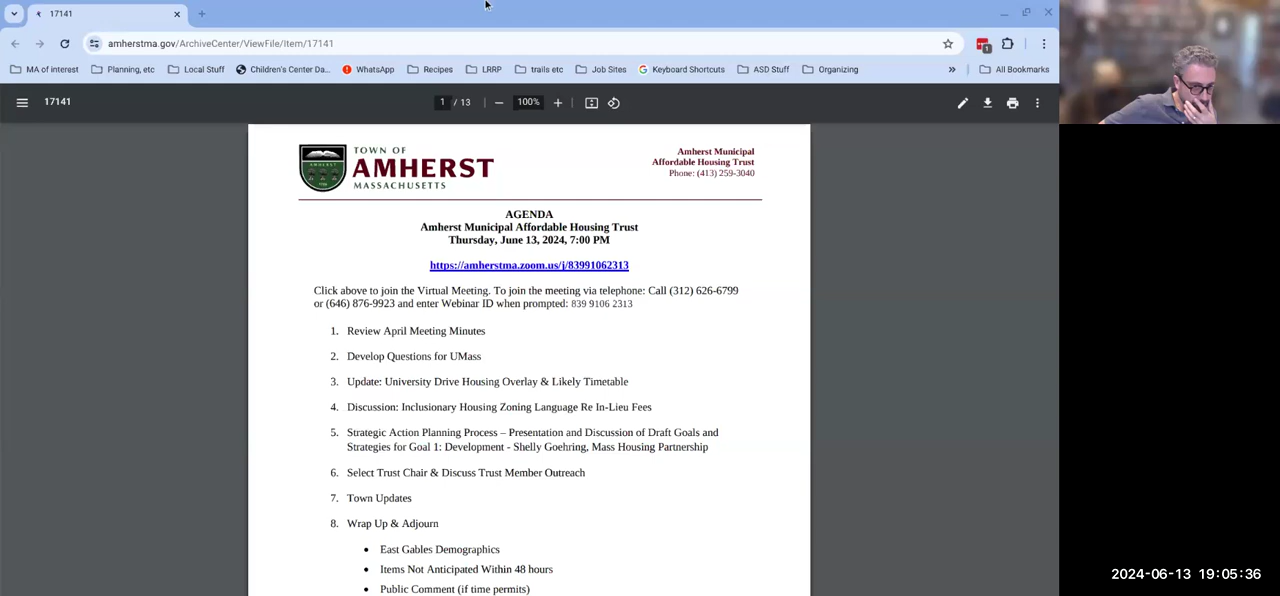 17141
amherstma.gov/ArchiveCenter/ViewFile/Item/17141
1
MA of interest Planning, etc Local Stuff Children's Center Da... WhatsApp Recipes LRRP trails etc Job Sites Keyboard Shortcuts ASD Stuff Organizing » All Bookmarks
17141 1 / 13 100%
TOWN OF
AMHERST
MASSACHUSETTS
AMHERST
Amherst Municipal
Affordable Housing Trust
Phone: (413) 259-3040
AGENDA
Amherst Municipal Affordable Housing Trust
Thursday, June 13, 2024, 7:00 PM
https://amherstma.zoom.us/j/83991062313
Click above to join the Virtual Meeting. To join the meeting via telephone: Call (312) 626-6799
or (646) 876-9923 and enter Webinar ID when prompted: 839 9106 2313
1. Review April Meeting Minutes
2. Develop Questions for UMass
3. Update: University Drive Housing Overlay & Likely Timetable
4. Discussion: Inclusionary Housing Zoning Language Re In-Lieu Fees
5. Strategic Action Planning Process – Presentation and Discussion of Draft Goals and
Strategies for Goal 1: Development - Shelly Goehring, Mass Housing Partnership
6. Select Trust Chair & Discuss Trust Member Outreach
7. Town Updates
8. Wrap Up & Adjourn
• East Gables Demographics
• Items Not Anticipated Within 48 hours
• Public Comment (if time permits)
2024-06-13 19:05:36